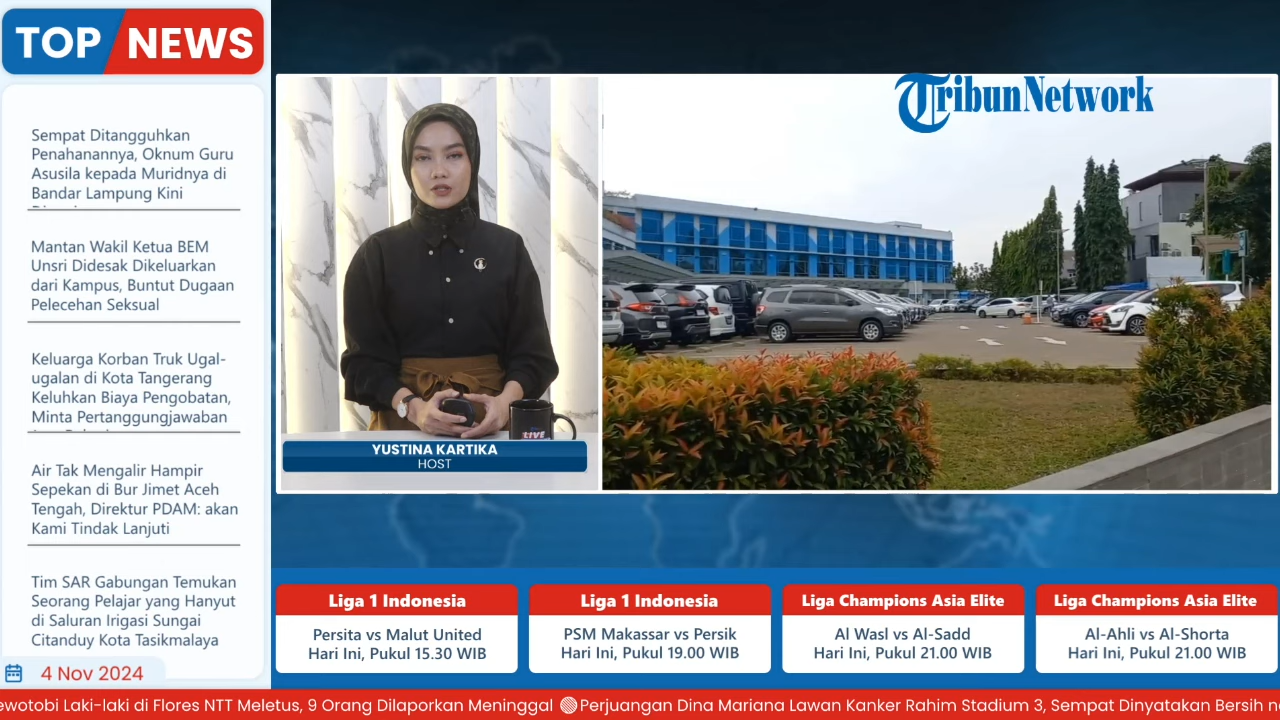 TOP NEWS
Sempat Ditangguhkan
Penahanannya, Oknum Guru
Asusila kepada Muridnya di
Bandar Lampung Kini
Mantan Wakil Ketua BEM
Unsri Didesak Dikeluarkan
dari Kampus, Buntut Dugaan
Pelecehan Seksual
Keluarga Korban Truk Ugal-
ugalan di Kota Tangerang
Keluhkan Biaya Pengobatan,
Minta Pertanggungjawaban
Air Tak Mengalir Hampir
Sepekan di Bur Jimet Aceh
Tengah, Direktur PDAM: akan
Kami Tindak Lanjuti
Tim SAR Gabungan Temukan
Seorang Pelajar yang Hanyut
di Saluran Irigasi Sungai
Citanduy Kota Tasikmalaya
4 Nov 2024
TribunNetwork
LIVE
YUSTINA KARTIKA
HOST
Liga 1 Indonesia
Persita vs Malut United
Hari Ini, Pukul 15.30 WIB
Liga 1 Indonesia
PSM Makassar vs Persik
Hari Ini, Pukul 19.00 WIB
Liga Champions Asia Elite
Al Wasl vs Al-Sadd
Hari Ini, Pukul 21.00 WIB
Liga Champions Asia Elite
Al-Ahli vs Al-Shorta
Hari Ini, Pukul 21.00 WIB
ewotobi Laki-laki di Flores NTT Meletus, 9 Orang Dilaporkan Meninggal Perjuangan Dina Mariana Lawan Kanker Rahim Stadium 3, Sempat Dinyatakan Bersih